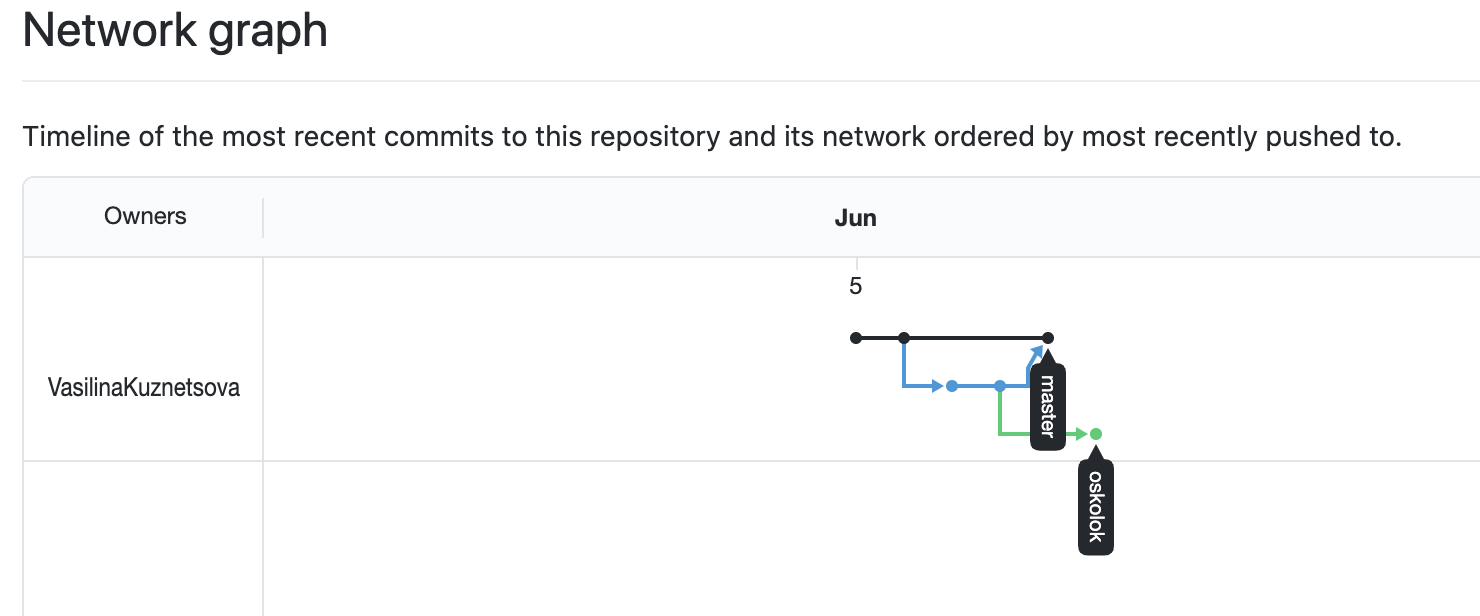 Network graph
Timeline of the most recent commits to this repository and its network ordered by most recently pushed to.
Owners
Jun
5
VasilinaKuznetsova
master
oskolok